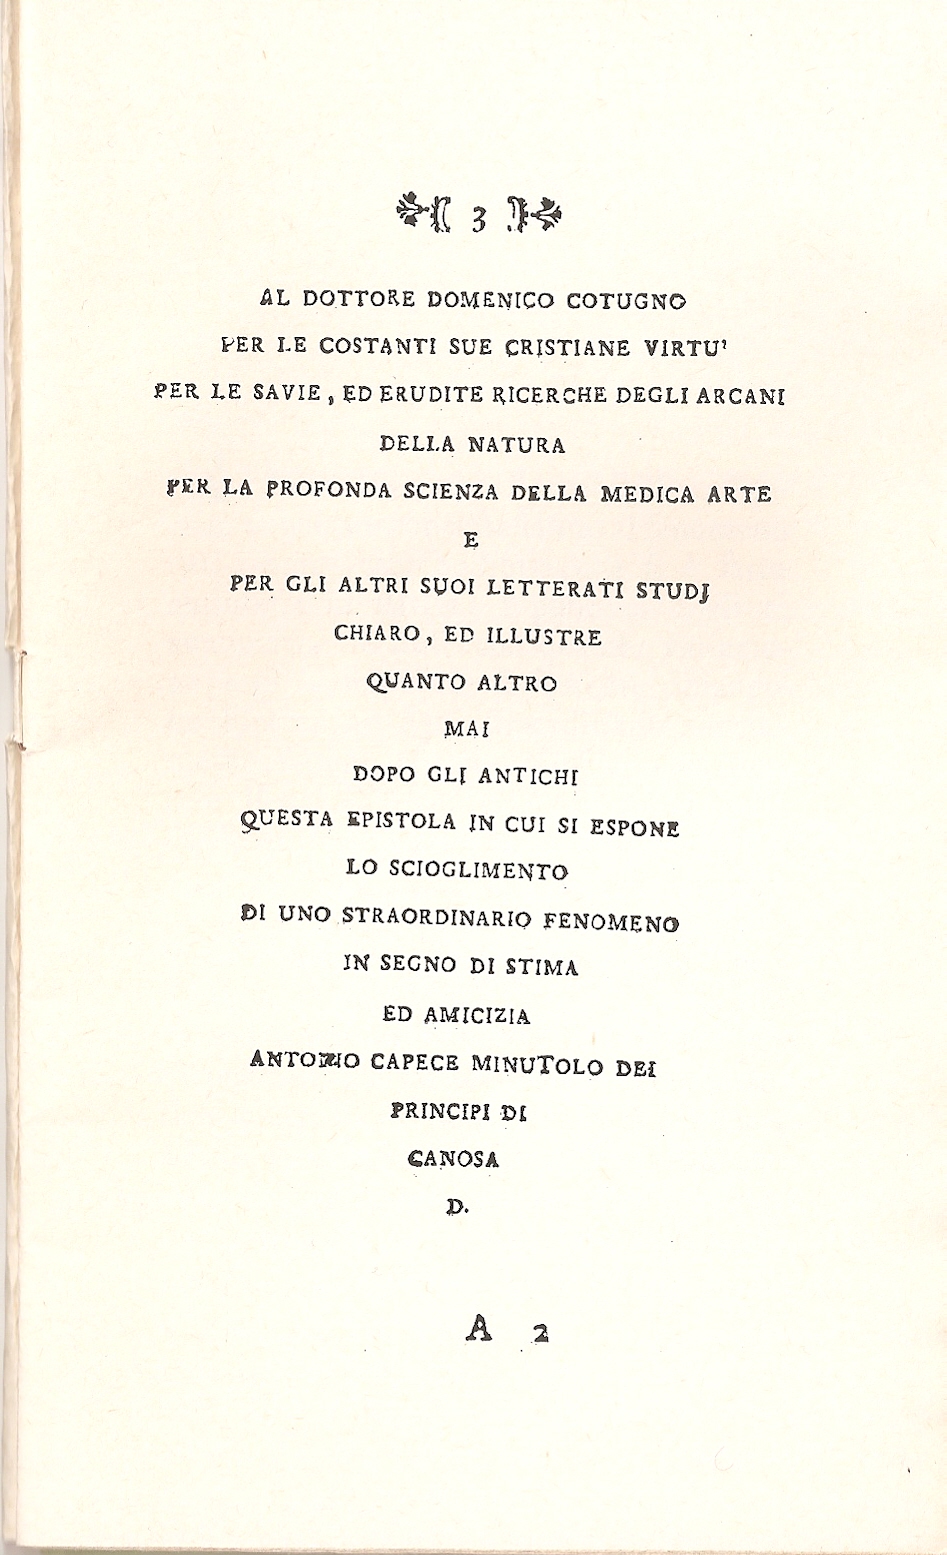 3
AL DOTTORE DOMENICO COTUGNO
PER LE COSTANTI SUE CRISTIANE VIRTU'
PER LE SAVIE, ED ERUDITE RICERCHE DEGLI ARCANI
DELLA NATURA
PER LA PROFONDA SCIENZA DELLA MEDICA ARTE
E
PER GLI ALTRI SUOI LETTERATI STUDJ
CHIARO, ED ILLUSTRE
QUANTO ALTRO
MAI
DOPO GLI ANTICHI
QUESTA EPISTOLA IN CUI SI ESPONE
LO SCIOGLIMENTO
DI UNO STRAORDINARIO FENOMENO
IN SEGNO DI STIMA
ED AMICIZIA
ANTONIO CAPECE MINUTOLO DEI
PRINCIPI DI
CANOSA
D.
A 2